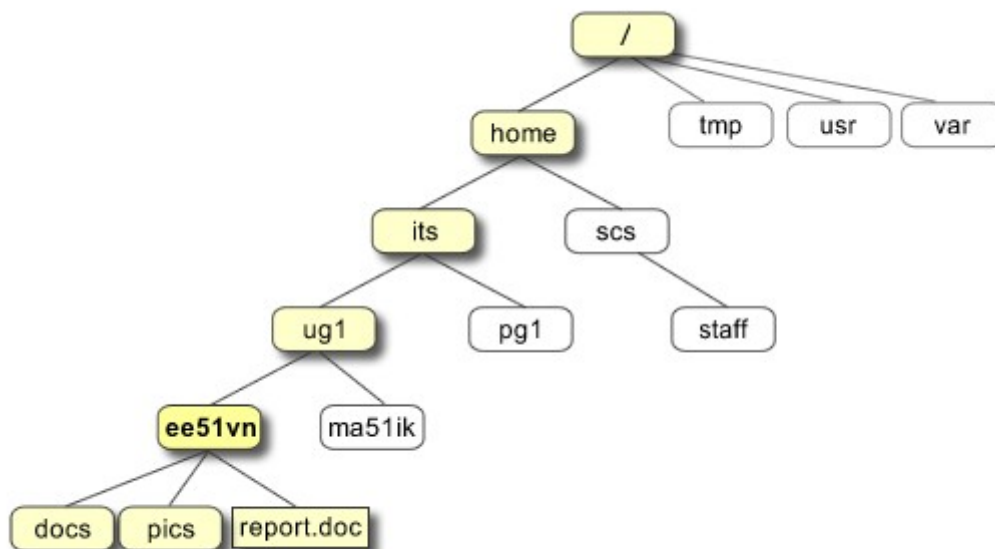 /
home
tmp
usr
var
its
scs
ug1
pg1
staff
ee51vn
ma51ik
docs
pics
report.doc